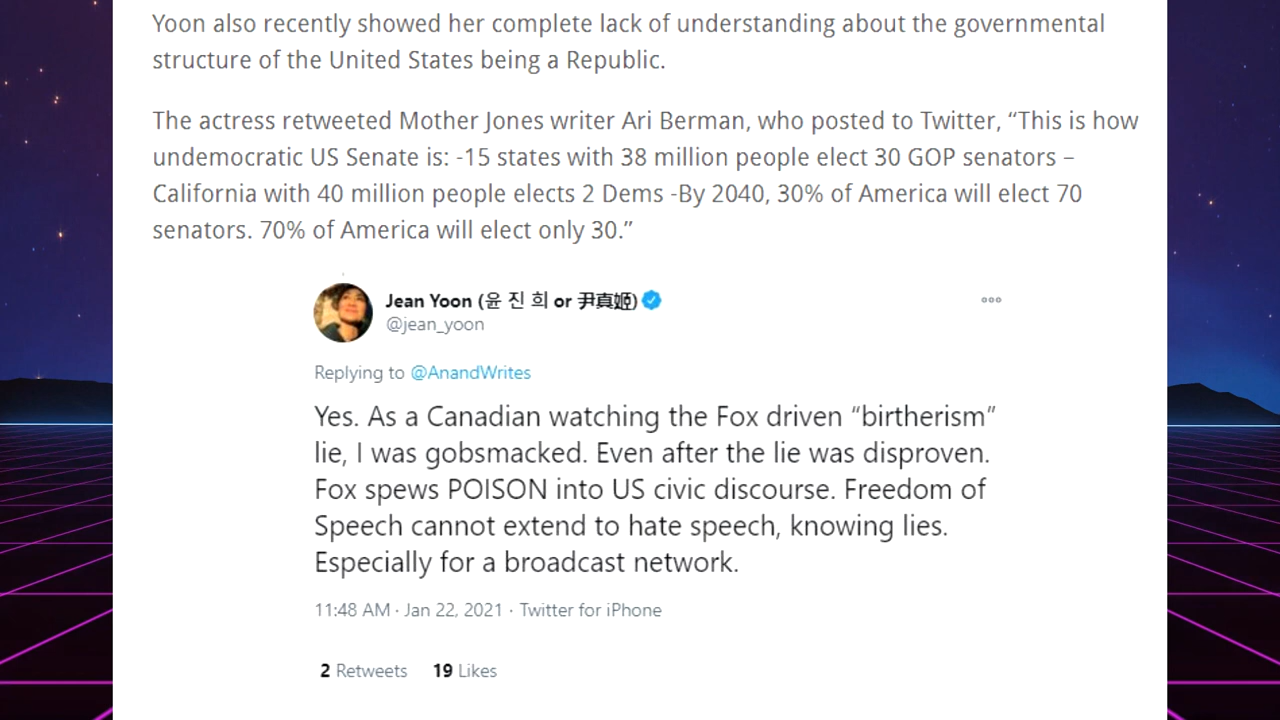 Yoon also recently showed her complete lack of understanding about the governmental
structure of the United States being a Republic.
The actress retweeted Mother Jones writer Ari Berman, who posted to Twitter, “This is how
undemocratic US Senate is: -15 states with 38 million people elect 30 GOP senators –
California with 40 million people elects 2 Dems -By 2040, 30% of America will elect 70
senators. 70% of America will elect only 30.”
Jean Yoon (윤 진 희 or 尹真姬)
@jean_yoon
Replying to @AnandWrites
Yes. As a Canadian watching the Fox driven “birtherism”
lie, I was gobsmacked. Even after the lie was disproven.
Fox spews POISON into US civic discourse. Freedom of
Speech cannot extend to hate speech, knowing lies.
Especially for a broadcast network.
11:48 AM · Jan 22, 2021 · Twitter for iPhone
2 Retweets 19 Likes